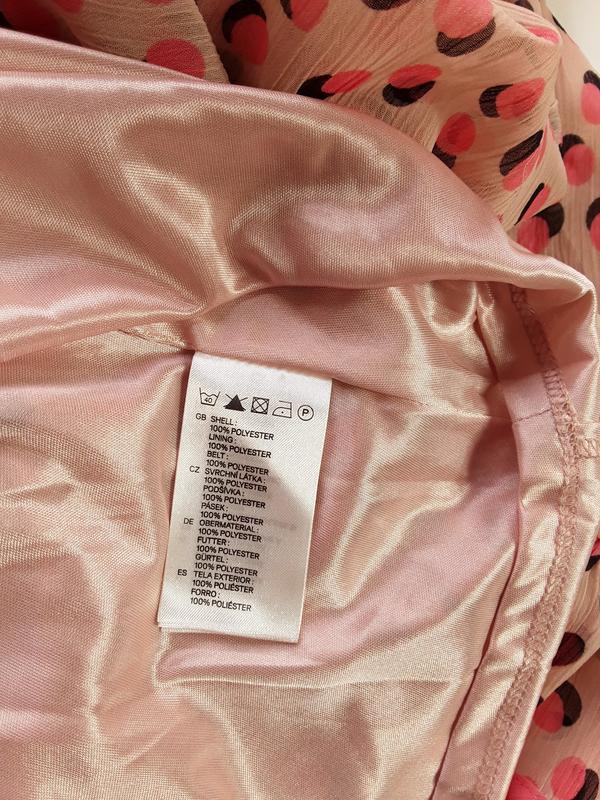 40 P
GB SHELL:
100% POLYESTER
LINING:
100% POLYESTER
BELT:
100% POLYESTER
CZ SVRCHNÍ LÁTKA:
100% POLYESTER
PODŠÍVKA:
100% POLYESTER
PÁSEK:
100% POLYESTER
DE OBERMATERIAL:
100% POLYESTER
FUTTER:
100% POLYESTER
GÜRTEL:
100% POLYESTER
ES TELA EXTERIOR:
100% POLIÉSTER
FORRO:
100% POLIÉSTER